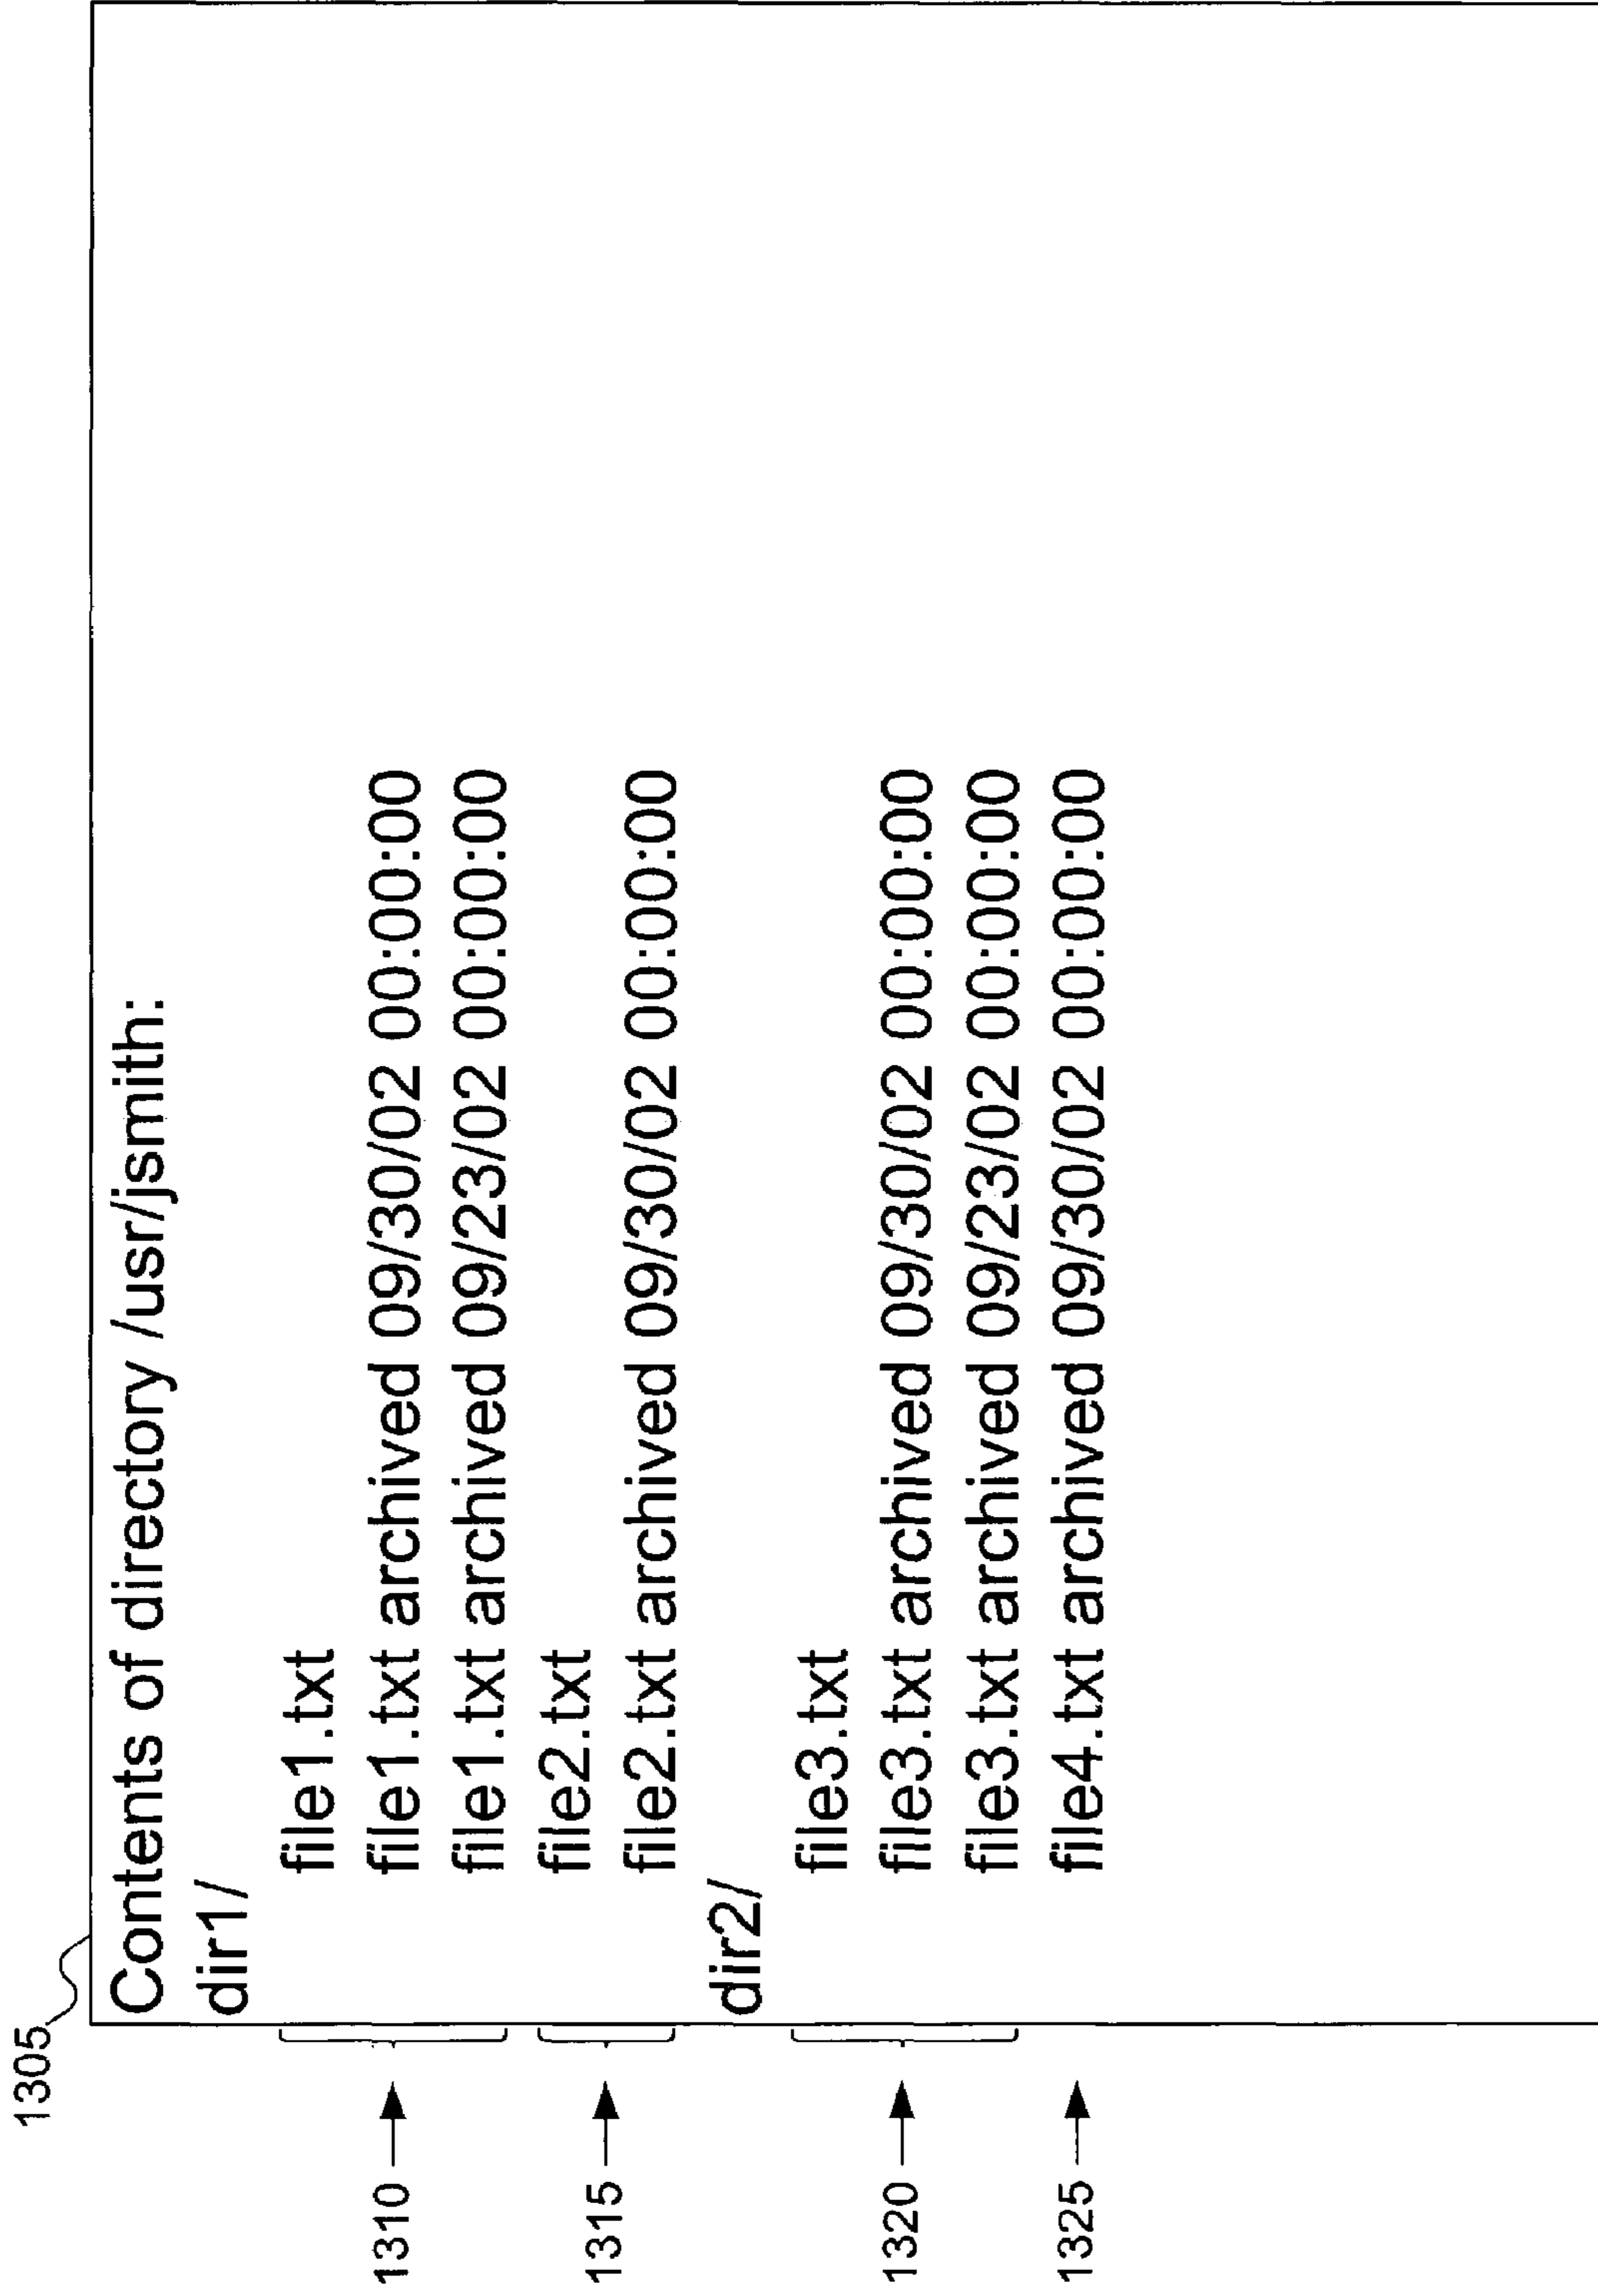 1305
Contents of directory /usr/jsmith:
dir1/
file1.txt
1310
file1.txt archived 09/30/02 00:00:00
file1.txt archived 09/23/02 00:00:00
file2.txt
1315
file2.txt archived 09/30/02 00:00:00
dir2/
file3.txt
1320
file3.txt archived 09/30/02 00:00:00
file3.txt archived 09/23/02 00:00:00
1325
file4.txt archived 09/30/02 00:00:00